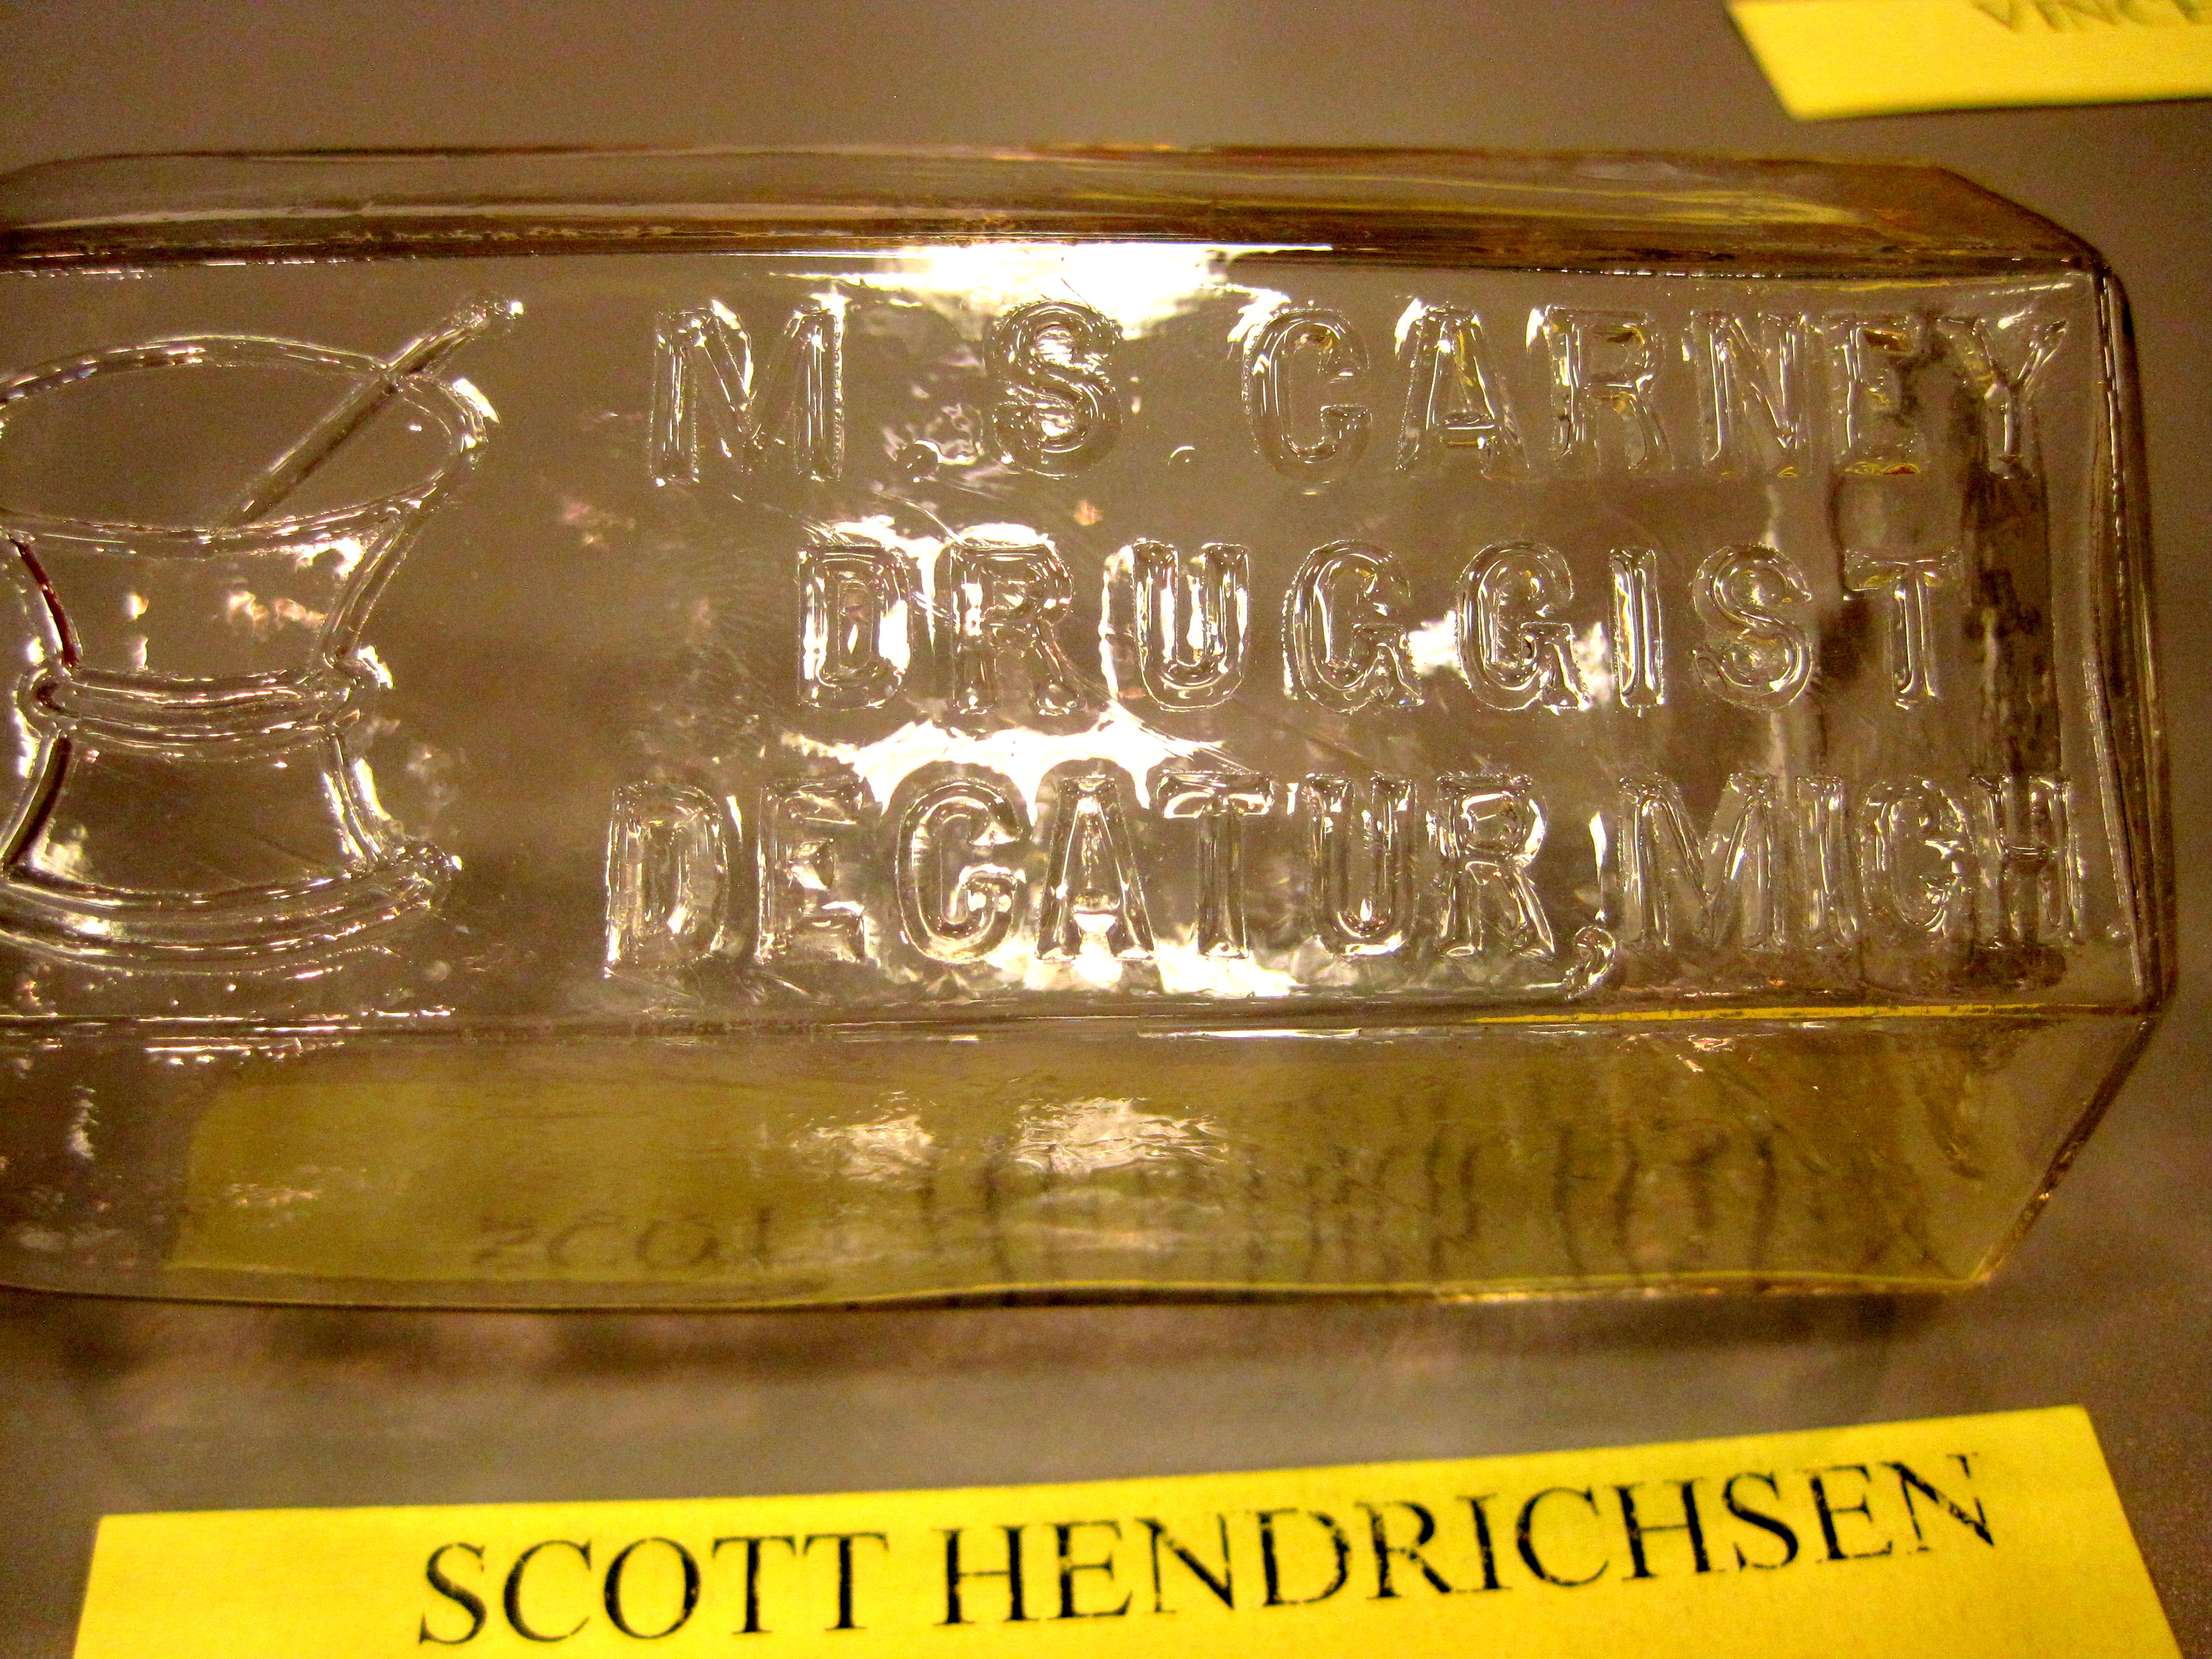 M. S. CARNEY
DRUGGIST
DECATUR, MICH.
SCOTT HENDRICHSEN